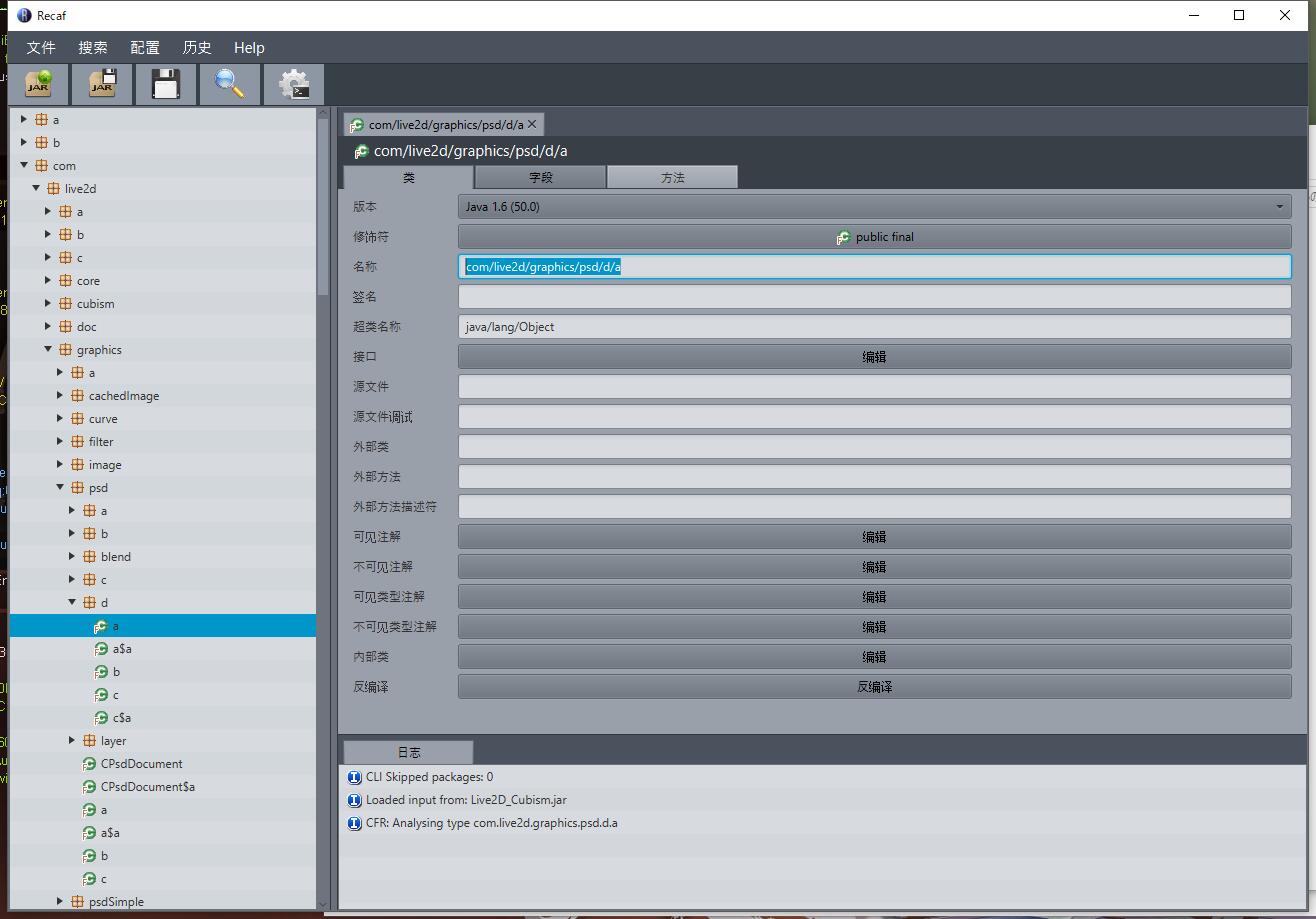 Recaf
文件 搜索 配置 历史 Help
JAR JAR
a
b
com
live2d
a
b
c
core
cubism
doc
graphics
a
cachedImage
curve
filter
image
psd
a
b
blend
c
d
a
a$a
b
c
c$a
layer
CPsdDocument
CPsdDocument$a
a
a$a
b
c
psdSimple
com/live2d/graphics/psd/d/a
com/live2d/graphics/psd/d/a
类 字段 方法
版本 Java 1.6 (50.0)
修饰符 public final
名称 com/live2d/graphics/psd/d/a
签名
超类名称 java/lang/Object
接口 编辑
源文件
源文件调试
外部类
外部方法
外部方法描述符
可见注解 编辑
不可见注解 编辑
可见类型注解 编辑
不可见类型注解 编辑
内部类 编辑
反编译 反编译
日志
CLI Skipped packages: 0
Loaded input from: Live2D_Cubism.jar
CFR: Analysing type com.live2d.graphics.psd.d.a